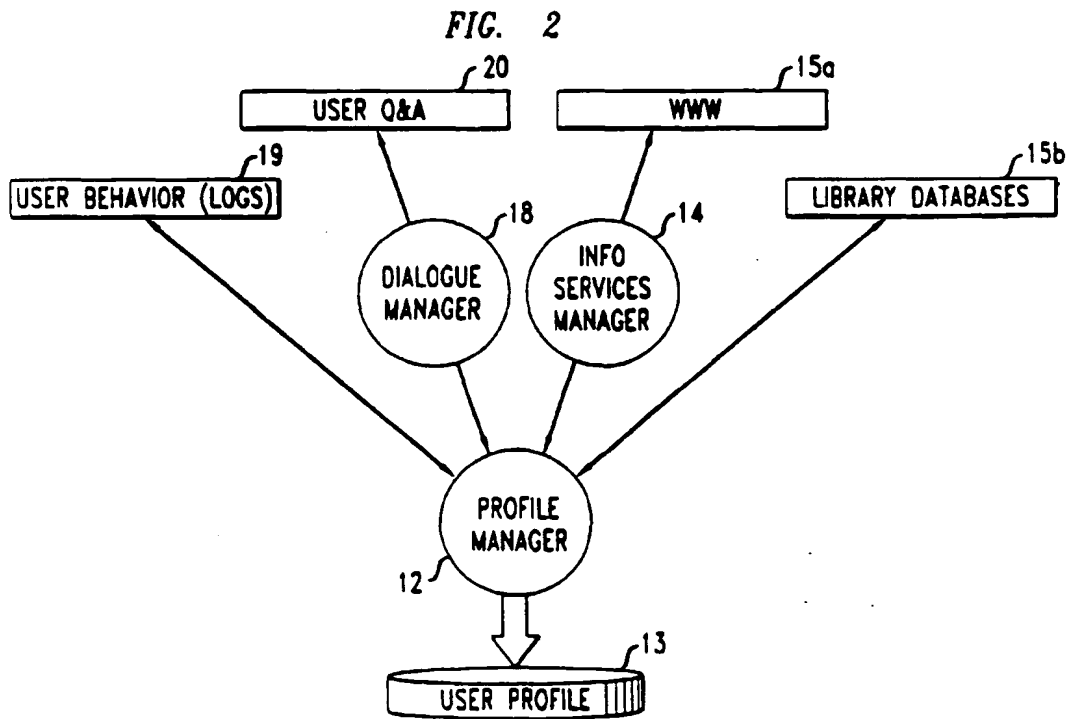 FIG. 2
20
15a
USER Q&A
WWW
19
15b
USER BEHAVIOR (LOGS)
LIBRARY DATABASES
18
14
DIALOGUE
MANAGER
INFO
SERVICES
MANAGER
PROFILE
MANAGER
12
13
USER PROFILE